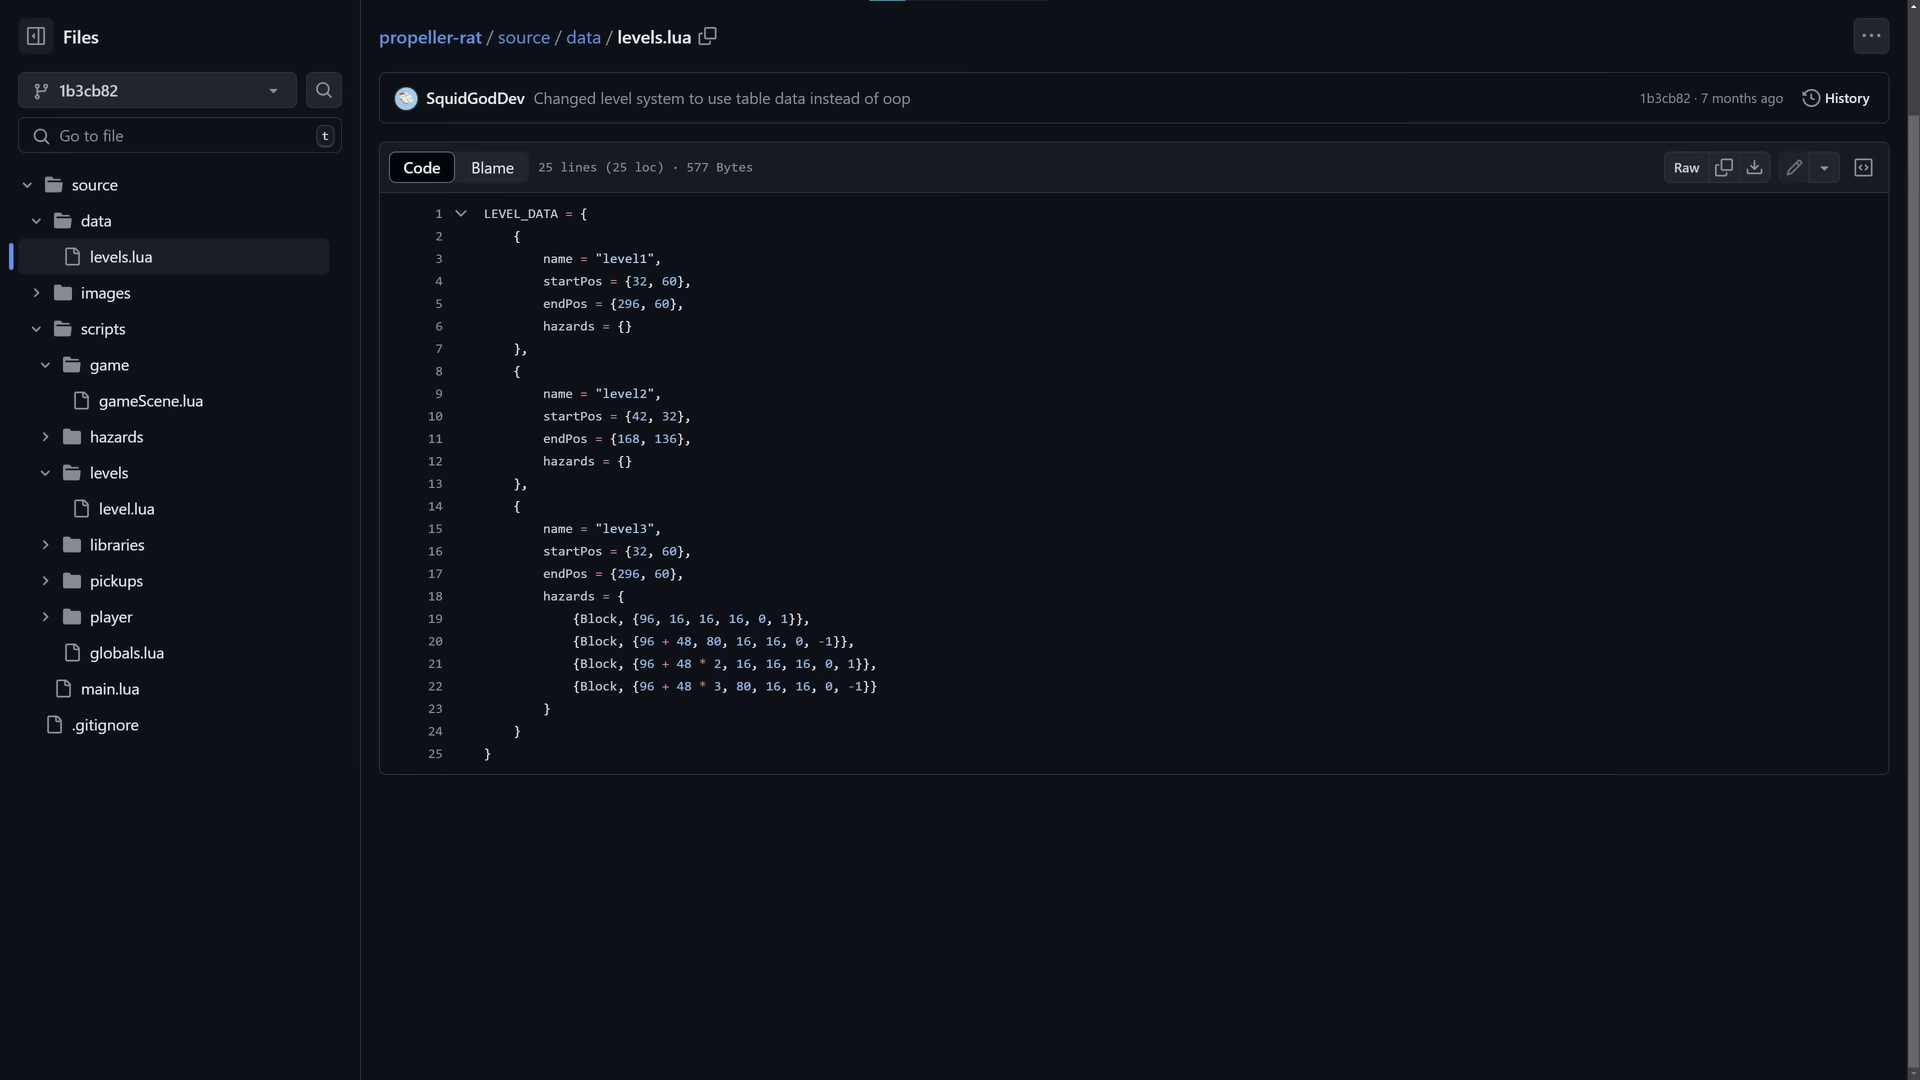 Files
1b3cb82
Go to file
t
source
data
levels.lua
images
scripts
game
gameScene.lua
hazards
levels
level.lua
libraries
pickups
player
globals.lua
main.lua
.gitignore
propeller-rat / source / data / levels.lua
SquidGodDev Changed level system to use table data instead of oop
1b3cb82 · 7 months ago
History
Code
Blame
25 lines (25 loc) · 577 Bytes
Raw
1 LEVEL_DATA = {
2     {
3         name = "level1",
4         startPos = {32, 60},
5         endPos = {296, 60},
6         hazards = {}
7     },
8     {
9         name = "level2",
10         startPos = {42, 32},
11         endPos = {168, 136},
12         hazards = {}
13     },
14     {
15         name = "level3",
16         startPos = {32, 60},
17         endPos = {296, 60},
18         hazards = {
19             {Block, {96, 16, 16, 16, 0, 1}},
20             {Block, {96 + 48, 80, 16, 16, 0, -1}},
21             {Block, {96 + 48 * 2, 16, 16, 16, 0, 1}},
22             {Block, {96 + 48 * 3, 80, 16, 16, 0, -1}}
23         }
24     }
25 }